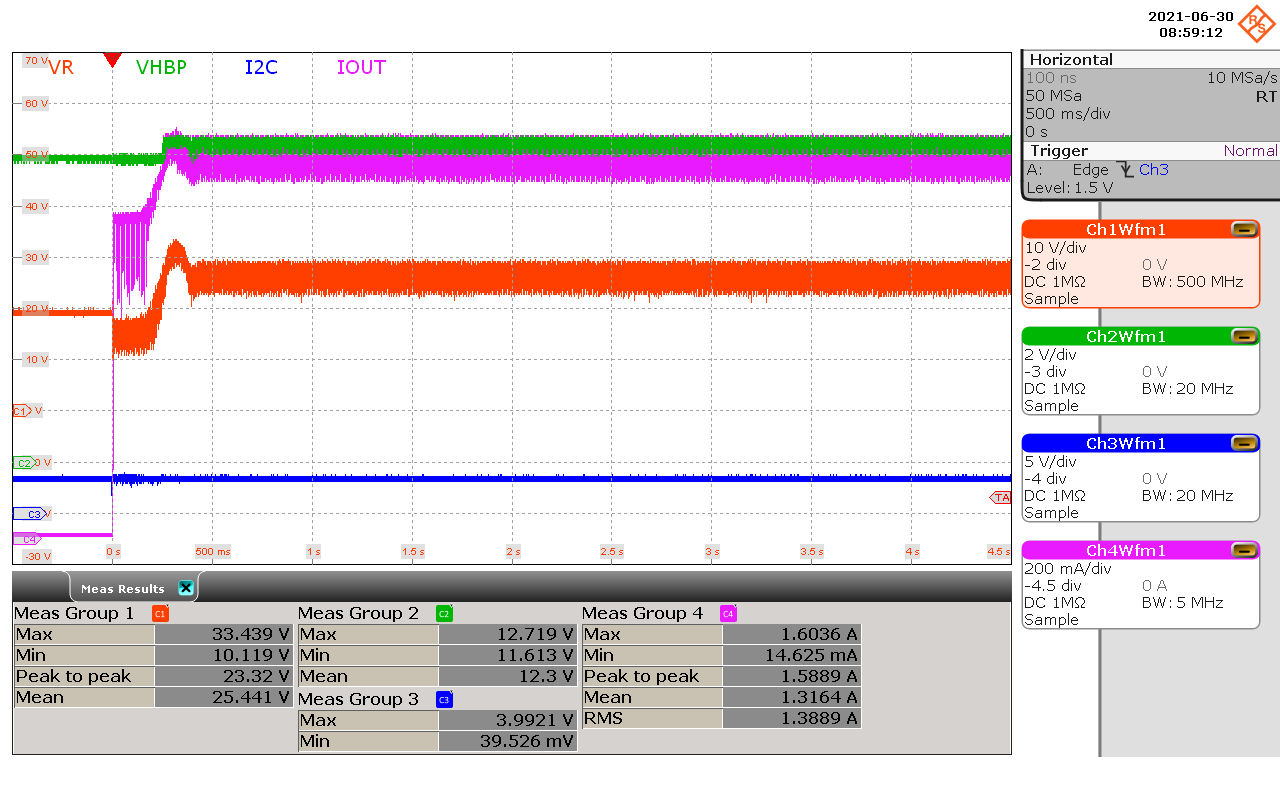 2021-06-30
08:59:12
R&S
VR VHBP I2C IOUT
70 V
60 V
50 V
40 V
30 V
20 V
10 V
C1 V
C2 0 V
C3 V
C4
-30 V
TA
0 s 500 ms 1 s 1.5 s 2 s 2.5 s 3 s 3.5 s 4 s 4.5 s
Horizontal
100 ns 10 MSa/s
50 MSa RT
500 ms/div
0 s
Trigger Normal
A: Edge Ch3
Level: 1.5 V
Ch1Wfm1
10 V/div
-2 div 0 V
DC 1MΩ BW: 500 MHz
Sample
Ch2Wfm1
2 V/div
-3 div 0 V
DC 1MΩ BW: 20 MHz
Sample
Ch3Wfm1
5 V/div
-4 div 0 V
DC 1MΩ BW: 20 MHz
Sample
Ch4Wfm1
200 mA/div
-4.5 div 0 A
DC 1MΩ BW: 5 MHz
Sample
Meas Results
Meas Group 1 C1
Max 33.439 V
Min 10.119 V
Peak to peak 23.32 V
Mean 25.441 V
Meas Group 2 C2
Max 12.719 V
Min 11.613 V
Mean 12.3 V
Meas Group 3 C3
Max 3.9921 V
Min 39.526 mV
Meas Group 4 C4
Max 1.6036 A
Min 14.625 mA
Peak to peak 1.5889 A
Mean 1.3164 A
RMS 1.3889 A